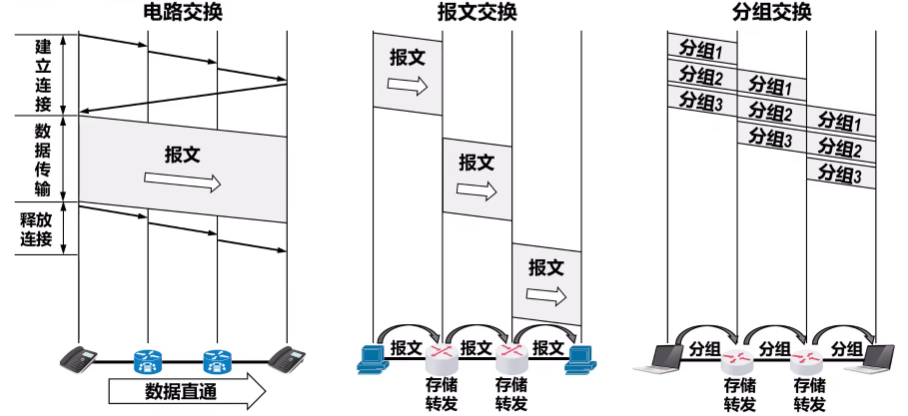 电路交换
建立连接
数据传输
释放连接
报文
数据直通
报文交换
报文
报文
报文
报文
报文
报文
存储转发
存储转发
分组交换
分组1
分组2
分组3
分组1
分组2
分组3
分组1
分组2
分组3
分组
分组
分组
存储转发
存储转发